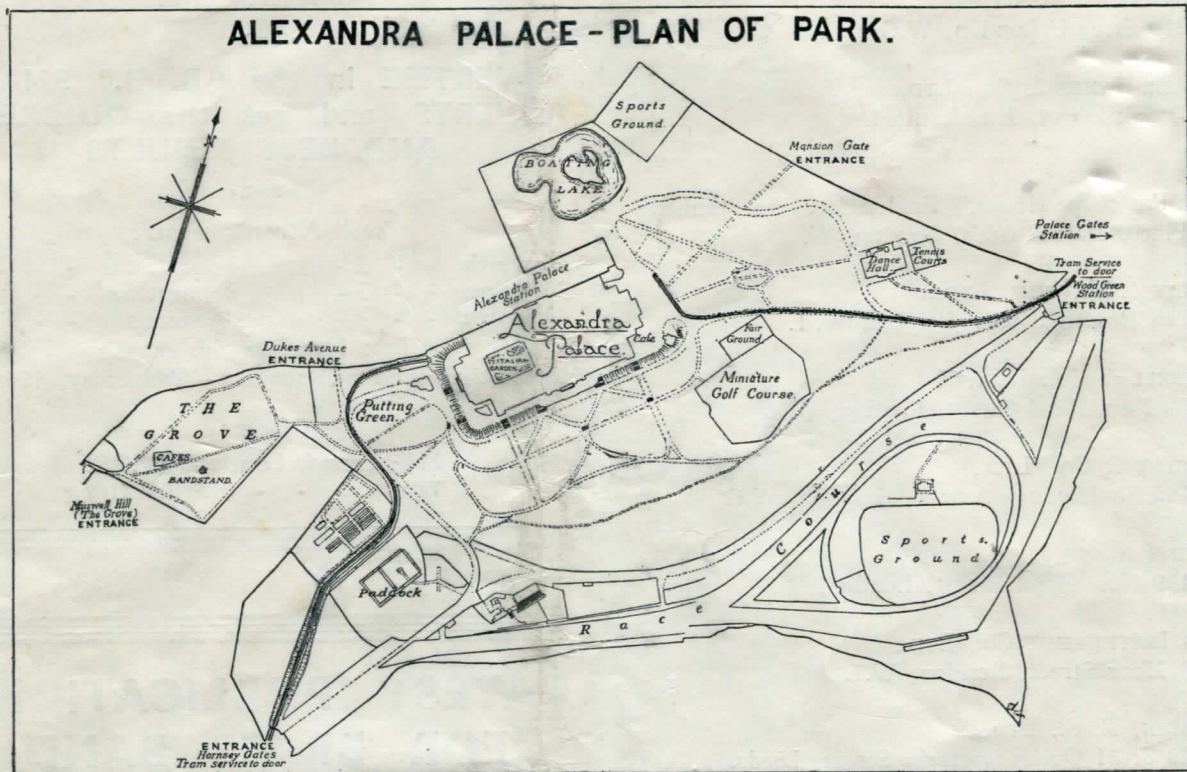 ALEXANDRA PALACE - PLAN OF PARK.
N
Sports
Ground.
BOATING
LAKE
Mansion Gate
ENTRANCE
Palace Gates
Station
Tram Service
to door
Wood Green
Station
ENTRANCE
Dance
Hall
Tennis
Courts
Alexandra Palace
Station
Alexandra
Palace.
ITALIAN
GARDEN
Cafe
Fair
Ground
Miniature
Golf Course.
Dukes Avenue
ENTRANCE
Putting
Green.
THE
GROVE
CAFES
&
BANDSTAND.
Muswell Hill
(The Grove)
ENTRANCE
Paddock
Race Course
Sports.
Ground
ENTRANCE
Hornsey Gates
Tram service to door